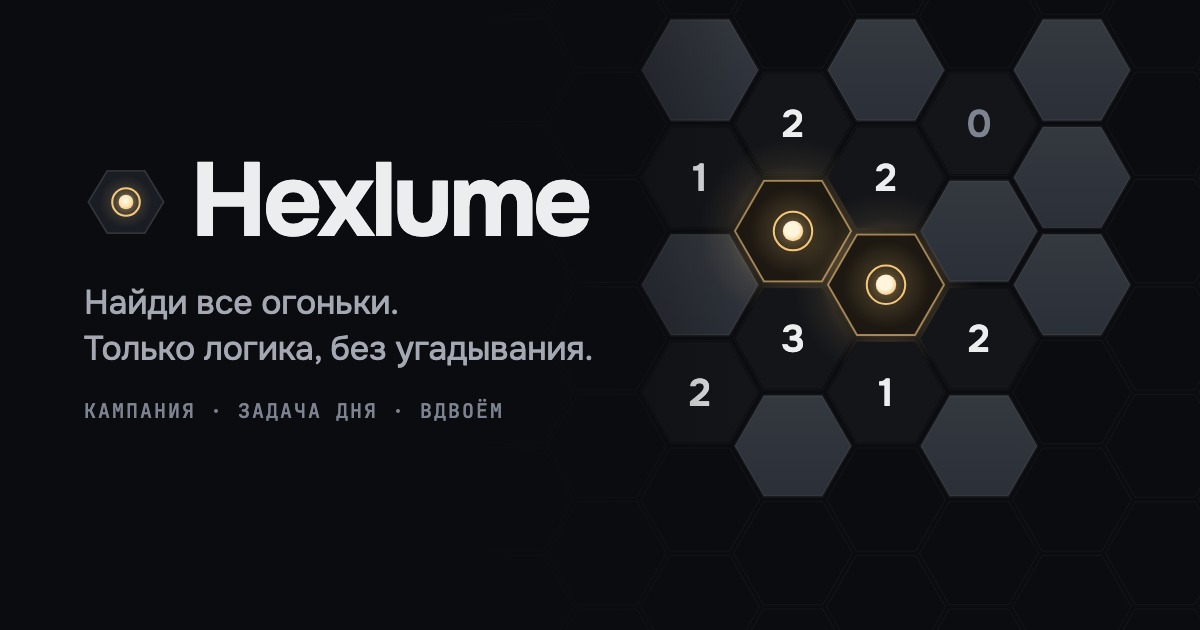 Hexlume
Найди все огоньки.
Только логика, без угадывания.
КАМПАНИЯ · ЗАДАЧА ДНЯ · ВДВОЁМ
2
0
1
2
3
2
2
1